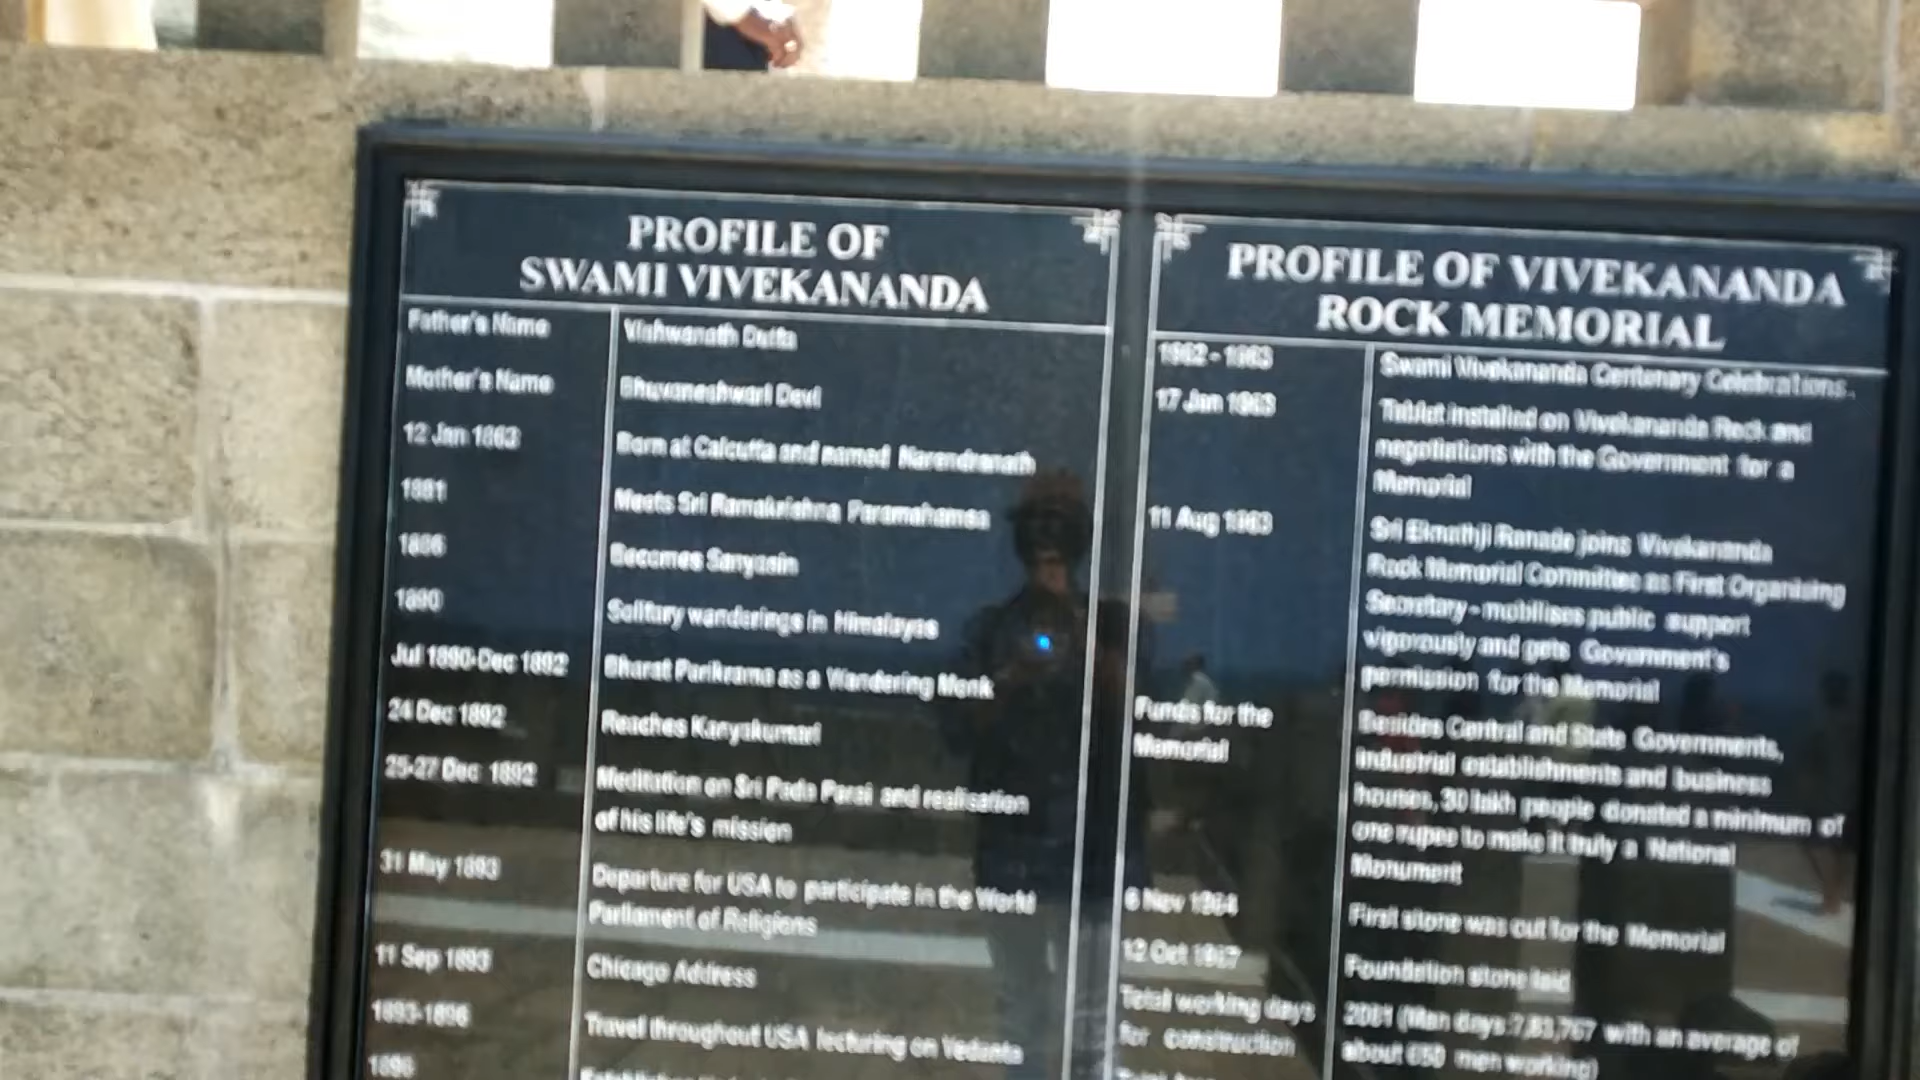 PROFILE OF
SWAMI VIVEKANANDA
Father's Name Vishwanath Dutta
Mother's Name Bhuvaneshwari Devi
12 Jan 1863 Born at Calcutta and named Narendranath
1881 Meets Sri Ramakrishna Paramahamsa
1886 Becomes Sanyasin
1890 Solitary wanderings in Himalayas
Jul 1890-Dec 1892 Bharat Parikrama as a Wandering Monk
24 Dec 1892 Reaches Kanyakumari
25-27 Dec 1892 Meditation on Sri Pada Parai and realisation
of his life's mission
31 May 1893 Departure for USA to participate in the World
Parliament of Religions
11 Sep 1893 Chicago Address
1893-1896 Travel throughout USA lecturing on Vedanta
PROFILE OF VIVEKANANDA
ROCK MEMORIAL
1962 - 1963 Swami Vivekananda Centenary Celebrations.
17 Jan 1963 Tablet installed on Vivekananda Rock and
negotiations with the Government for a
Memorial
11 Aug 1963 Sri Eknathji Ranade joins Vivekananda
Rock Memorial Committee as First Organising
Secretary - mobilises public support
vigorously and gets Government's
permission for the Memorial
Funds for the Besides Central and State Governments,
Memorial industrial establishments and business
houses, 30 lakh people donated a minimum of
one rupee to make it truly a National
Monument
6 Nov 1964 First stone was cut for the Memorial
12 Oct Foundation stone laid
Total working days 2081 (Man days with an average of
for construction about 650 men working)